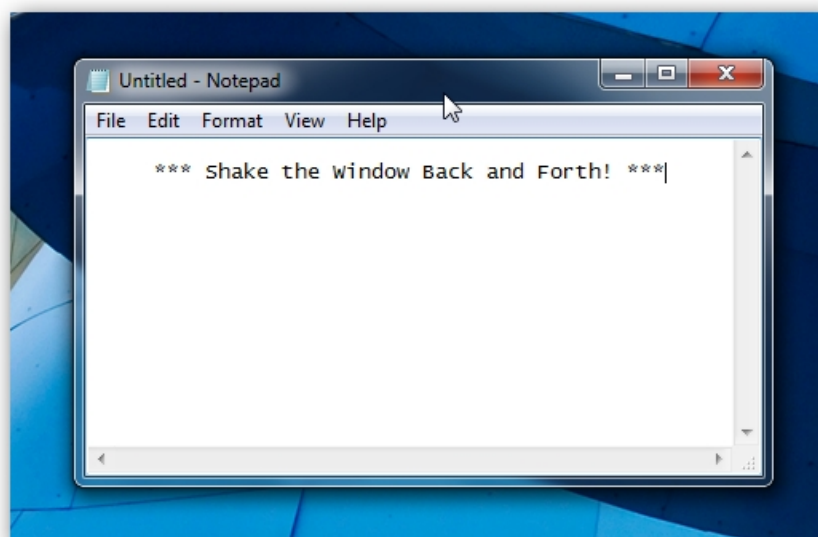 Untitled - Notepad
File Edit Format View Help
*** Shake the Window Back and Forth! ***